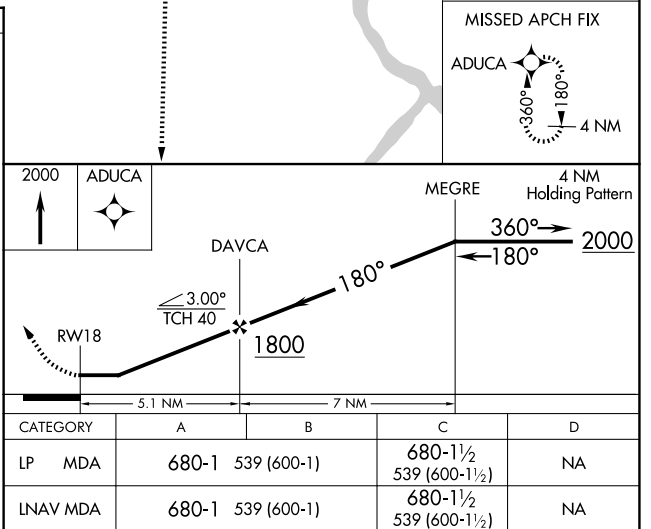 MISSED APCH FIX
ADUCA
360°
180°
4 NM
2000
ADUCA
MEGRE
4 NM
Holding Pattern
360°
2000
180°
DAVCA
180°
3.00°
TCH 40
RW18
1800
5.1 NM
7 NM
CATEGORY A B C D
LP MDA 680-1 539 (600-1) 680-1½ 539 (600-1½) NA
LNAV MDA 680-1 539 (600-1) 680-1½ 539 (600-1½) NA